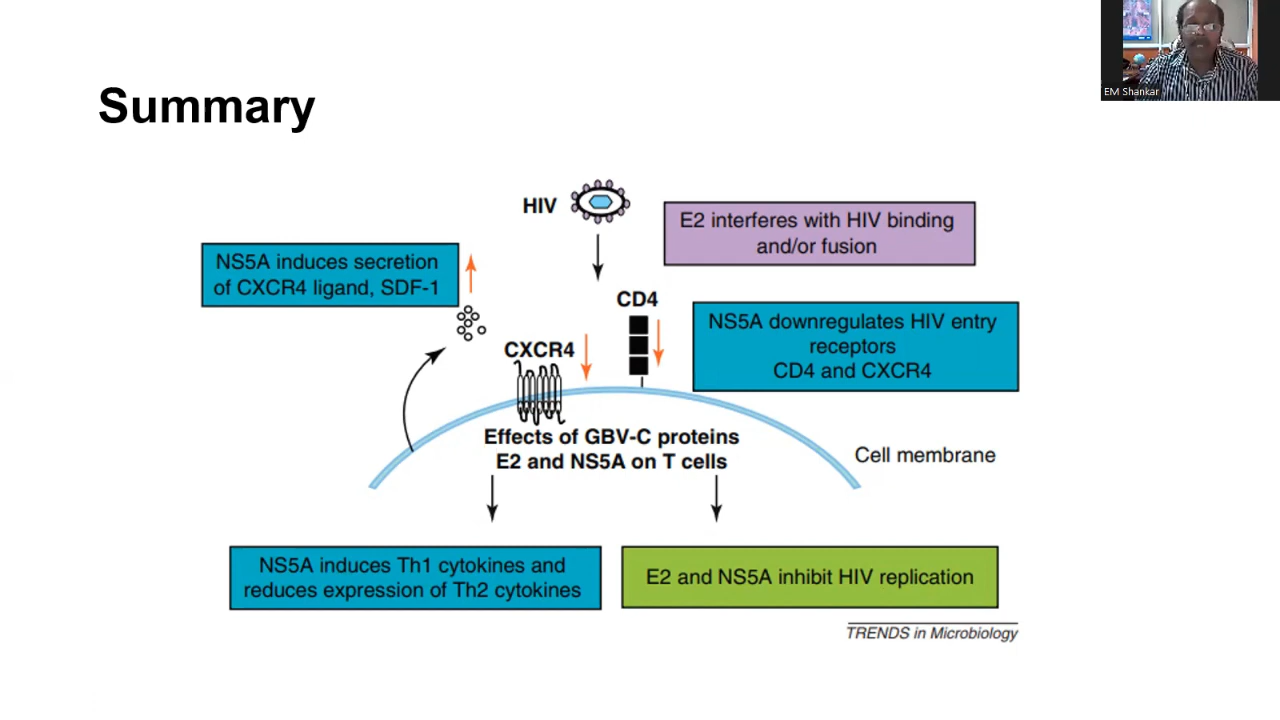 EM Shankar
Summary
HIV
E2 interferes with HIV binding
and/or fusion
NS5A induces secretion
of CXCR4 ligand, SDF-1
CD4
CXCR4
NS5A downregulates HIV entry
receptors
CD4 and CXCR4
Effects of GBV-C proteins
E2 and NS5A on T cells
Cell membrane
NS5A induces Th1 cytokines and
reduces expression of Th2 cytokines
E2 and NS5A inhibit HIV replication
TRENDS in Microbiology